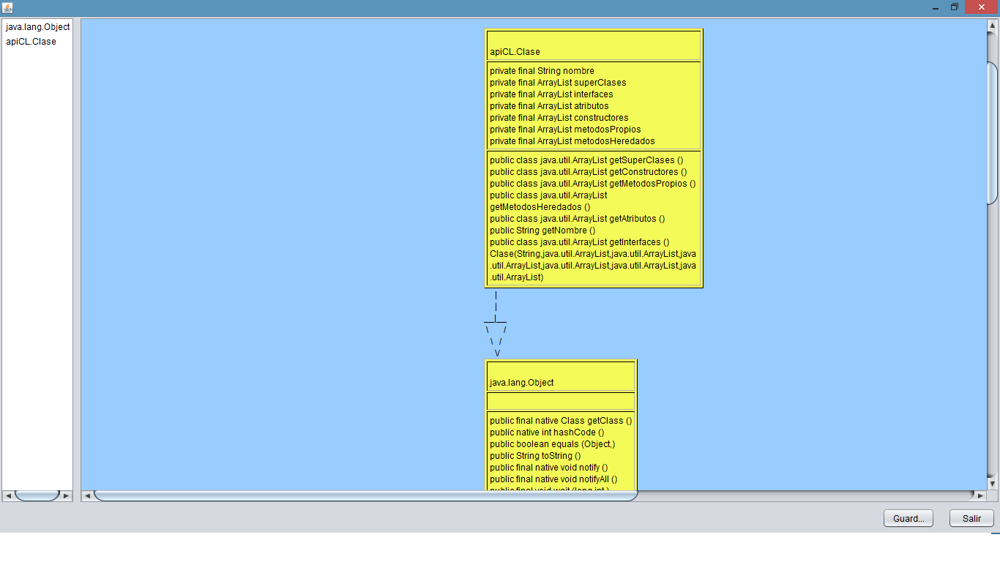 java.lang.Object
apiCL.Clase
apiCL.Clase
private final String nombre
private final ArrayList superClases
private final ArrayList interfaces
private final ArrayList atributos
private final ArrayList constructores
private final ArrayList metodosPropios
private final ArrayList metodosHeredados
public class java.util.ArrayList getSuperClases ()
public class java.util.ArrayList getConstructores ()
public class java.util.ArrayList getMetodosPropios ()
public class java.util.ArrayList
getMetodosHeredados ()
public class java.util.ArrayList getAtributos ()
public String getNombre ()
public class java.util.ArrayList getInterfaces ()
Clase(String,java.util.ArrayList,java.util.ArrayList,java
.util.ArrayList,java.util.ArrayList,java.util.ArrayList,java
.util.ArrayList)
java.lang.Object
public final native Class getClass ()
public native int hashCode ()
public boolean equals (Object,)
public String toString ()
public final native void notify ()
public final native void notifyAll ()
public final void wait (long,int,)
Guard...
Salir